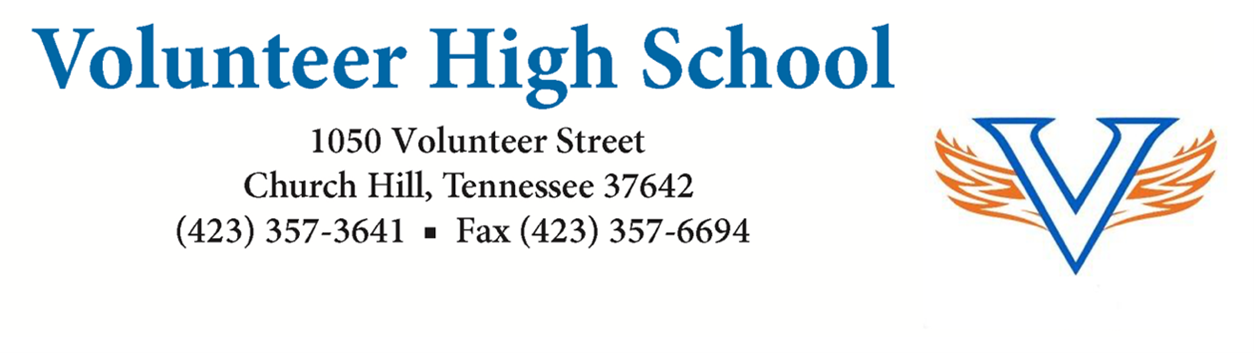 Volunteer High School
1050 Volunteer Street
Church Hill, Tennessee 37642
(423) 357-3641 ▪ Fax (423) 357-6694
V